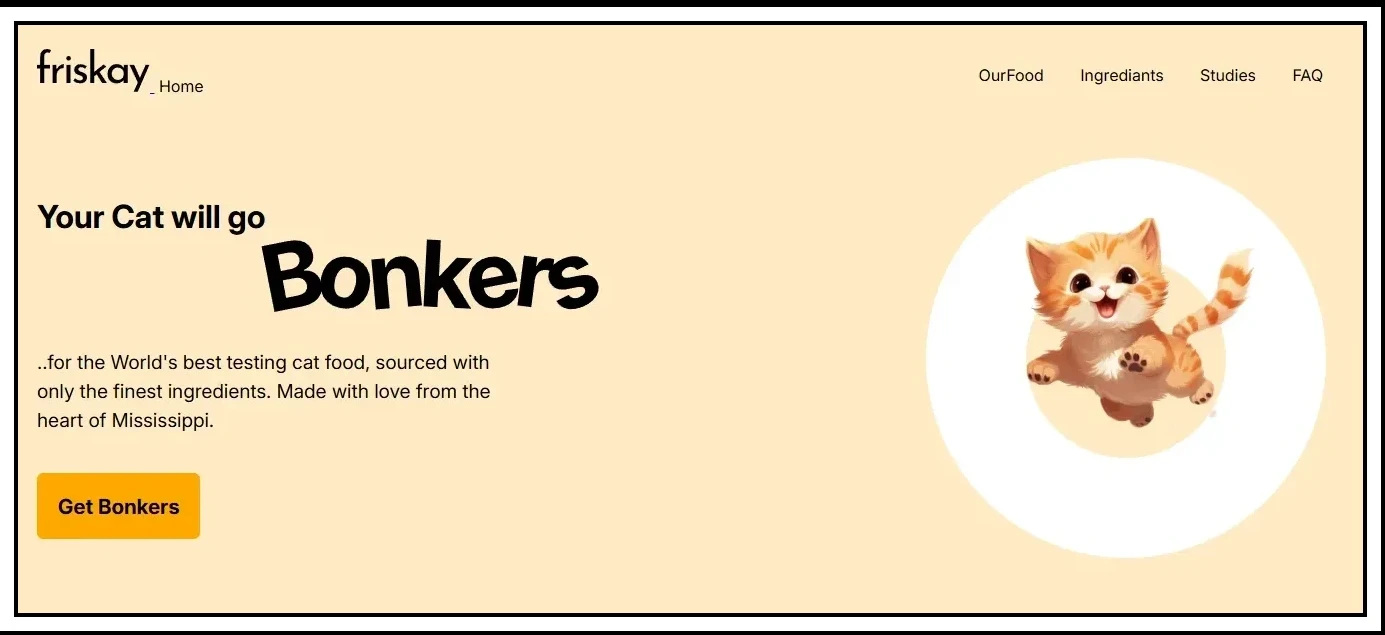 friskay Home
OurFood Ingrediants Studies FAQ
Your Cat will go
Bonkers
..for the World's best testing cat food, sourced with
only the finest ingredients. Made with love from the
heart of Mississippi.
Get Bonkers